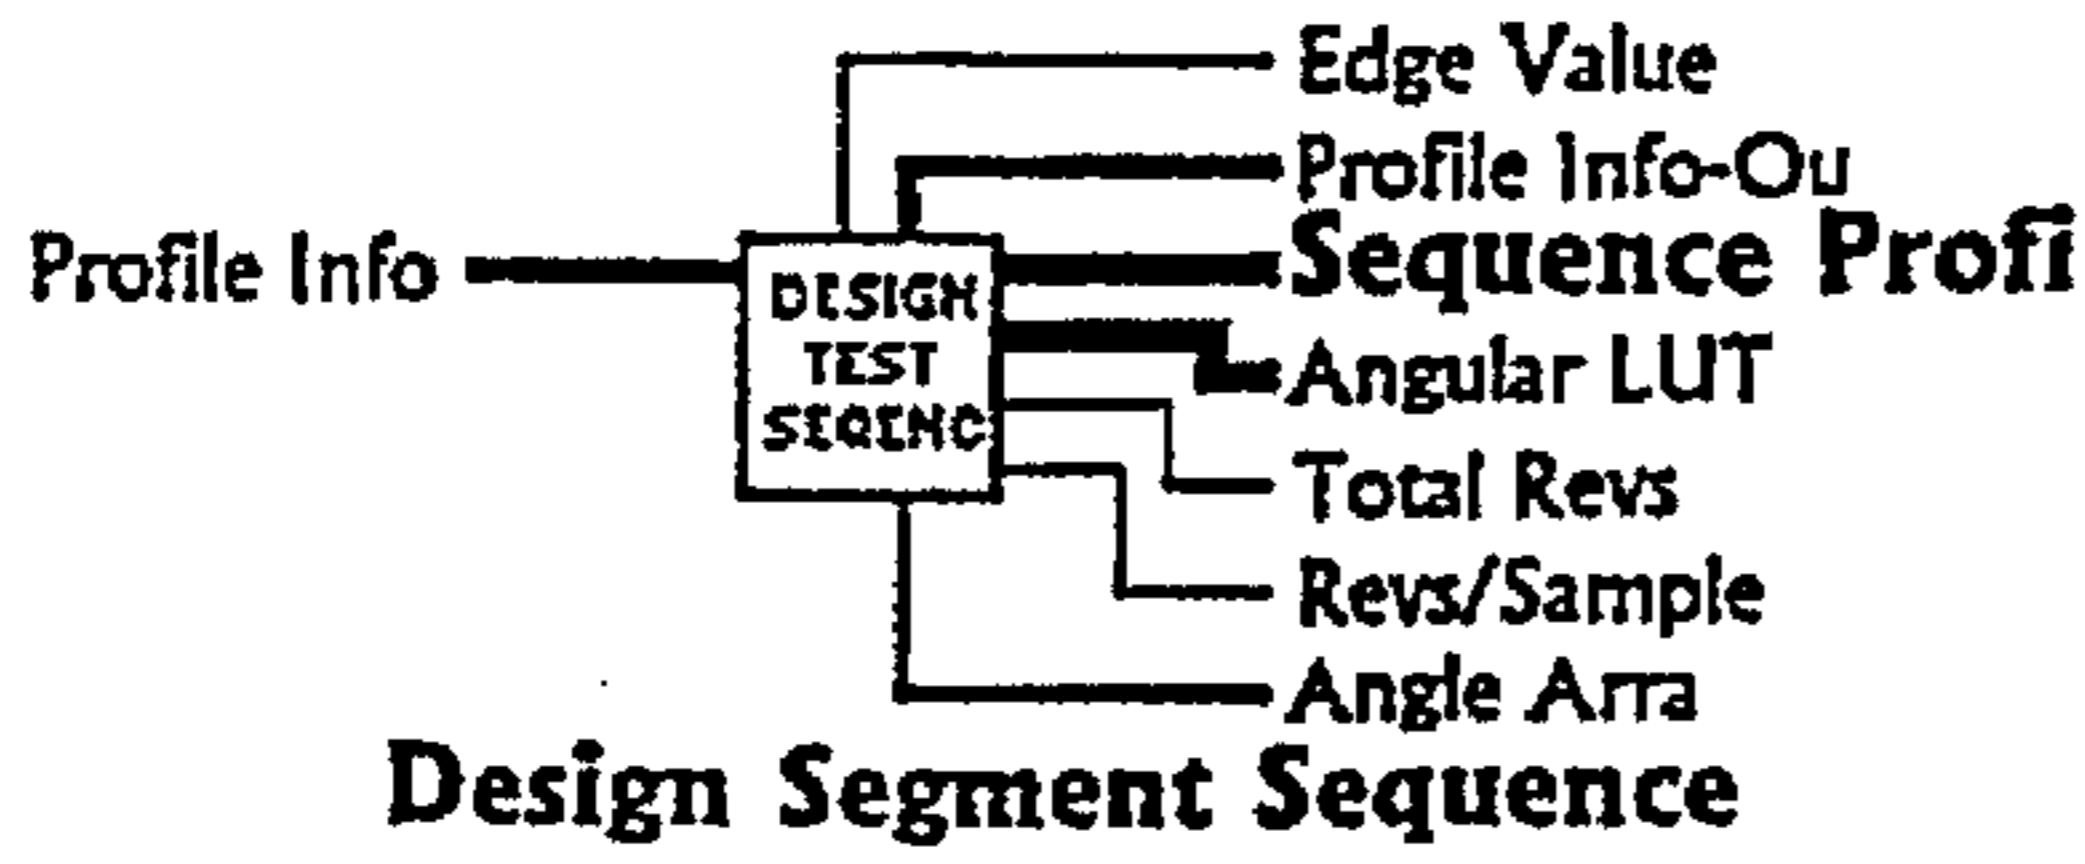 Edge Value
Profile Info-Ou
Profile Info
Sequence Profi
DESIGN
TEST
SEQENC
Angular LUT
Total Revs
Revs/Sample
Angle Arra
Design Segment Sequence